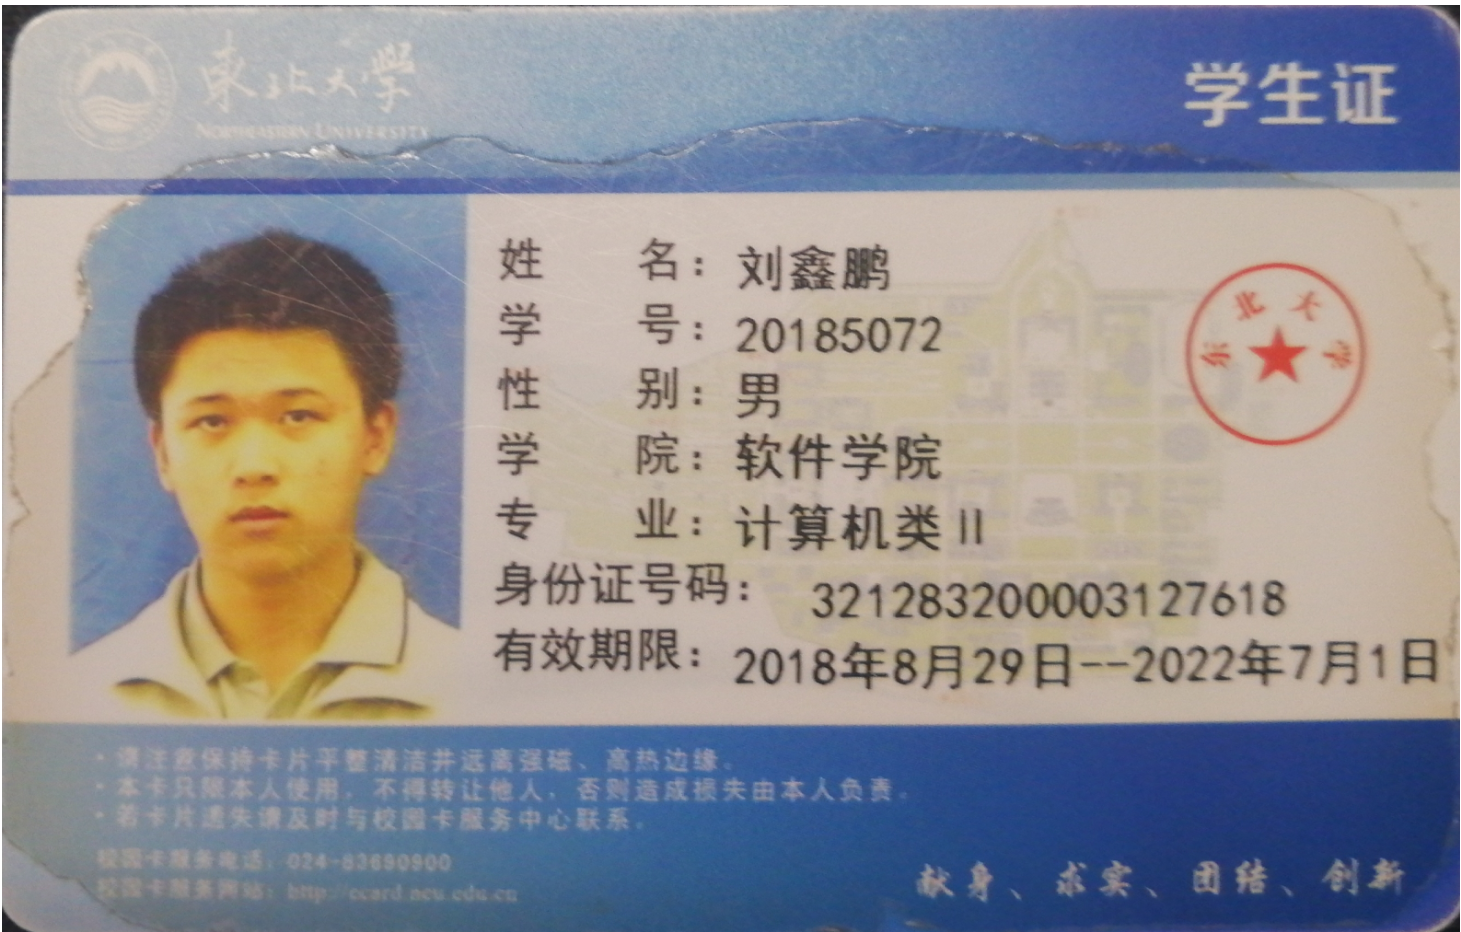 東北大學
NORTHEASTERN UNIVERSITY
学生证
姓名：刘鑫鹏
学号：20185072
性别：男
学院：软件学院
专业：计算机类II
身份证号码：321283200003127618
有效期限：2018年8月29日--2022年7月1日
东北大学
·请注意保持卡片平整清洁并远离强磁、高热边缘。
·本卡只限本人使用，不得转让他人，否则造成损失由本人负责。
·若卡片遗失请及时与校园卡服务中心联系。
校园卡服务电话：024-83690900
校园卡服务网站：http://ecard.neu.edu.cn
献身、求实、团结、创新